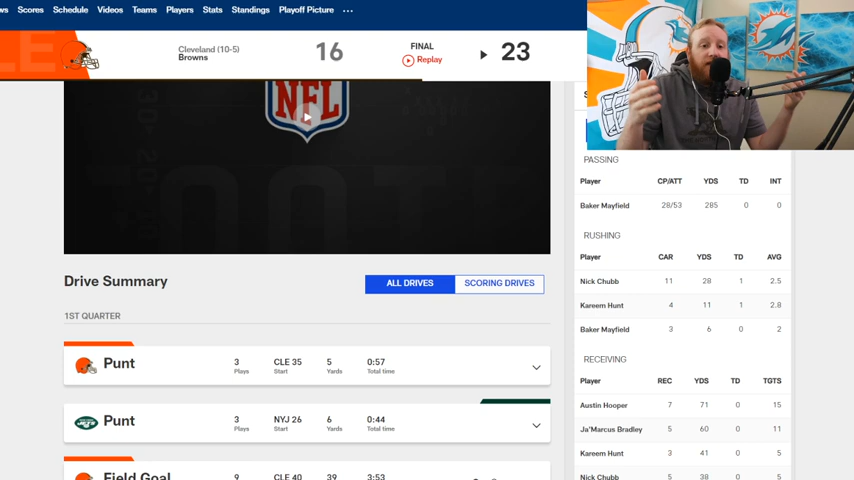 ws Scores Schedule Videos Teams Players Stats Standings Playoff Picture ...
Cleveland (10-5)
Browns
16
FINAL
Replay
23
NFL
S
PASSING
Player CP/ATT YDS TD INT
Baker Mayfield 28/53 285 0 0
RUSHING
Player CAR YDS TD AVG
Nick Chubb 11 28 1 2.5
Kareem Hunt 4 11 1 2.8
Baker Mayfield 3 6 0 2
RECEIVING
Player REC YDS TD TGTS
Austin Hooper 7 71 0 15
Ja'Marcus Bradley 5 60 0 11
Kareem Hunt 3 41 0 5
Nick Chubb 5 38 0 5
Drive Summary
ALL DRIVES SCORING DRIVES
1ST QUARTER
Punt
3 CLE 35 5 0:57
Plays Start Yards Total time
Punt
3 NYJ 26 6 0:44
Plays Start Yards Total time
Field Goal
9 CLE 40 39 3:53